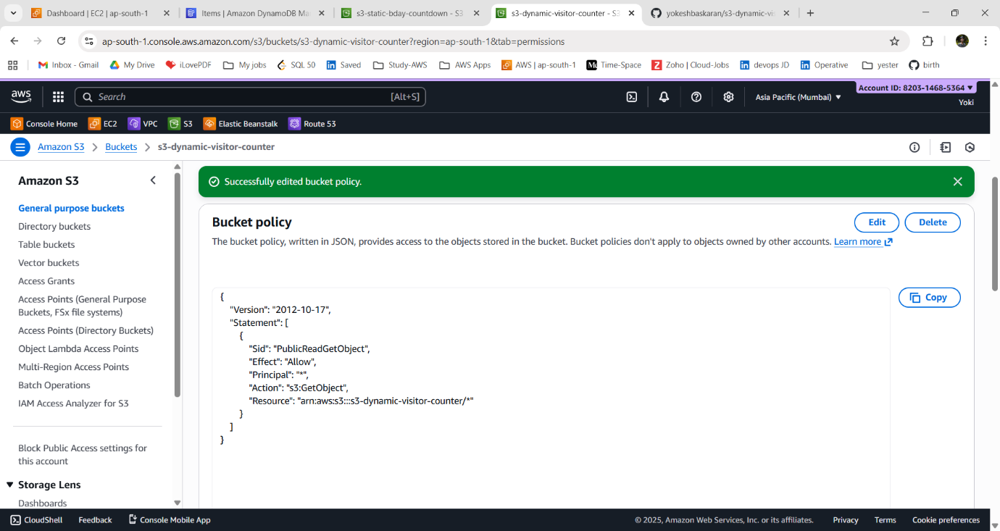 Dashboard | EC2 | ap-south-1
Items | Amazon DynamoDB Ma
s3-static-bday-countdown - S3
s3-dynamic-visitor-counter - S3
yokeshbaskaran/s3-dynamic-vis
ap-south-1.console.aws.amazon.com/s3/buckets/s3-dynamic-visitor-counter?region=ap-south-1&tab=permissions
Inbox - Gmail
My Drive
iLovePDF
My jobs
SQL 50
Saved
Study-AWS
AWS Apps
AWS | ap-south-1
Time-Space
Zoho | Cloud-Jobs
devops JD
Operative
yester
birth
aws
Search
[Alt+S]
Asia Pacific (Mumbai)
Account ID: 8203-1468-5364
Yoki
Console Home
EC2
VPC
S3
Elastic Beanstalk
Route 53
Amazon S3
Buckets
s3-dynamic-visitor-counter
Amazon S3
General purpose buckets
Directory buckets
Table buckets
Vector buckets
Access Grants
Access Points (General Purpose
Buckets, FSx file systems)
Access Points (Directory Buckets)
Object Lambda Access Points
Multi-Region Access Points
Batch Operations
IAM Access Analyzer for S3
Block Public Access settings for
this account
Storage Lens
Dashboards
Successfully edited bucket policy.
Bucket policy
Edit
Delete
The bucket policy, written in JSON, provides access to the objects stored in the bucket. Bucket policies don't apply to objects owned by other accounts. Learn more
Copy
{
"Version": "2012-10-17",
"Statement": [
{
"Sid": "PublicReadGetObject",
"Effect": "Allow",
"Principal": "*",
"Action": "s3:GetObject",
"Resource": "arn:aws:s3:::s3-dynamic-visitor-counter/*"
}
]
}
CloudShell
Feedback
Console Mobile App
© 2025, Amazon Web Services, Inc. or its affiliates.
Privacy
Terms
Cookie preferences